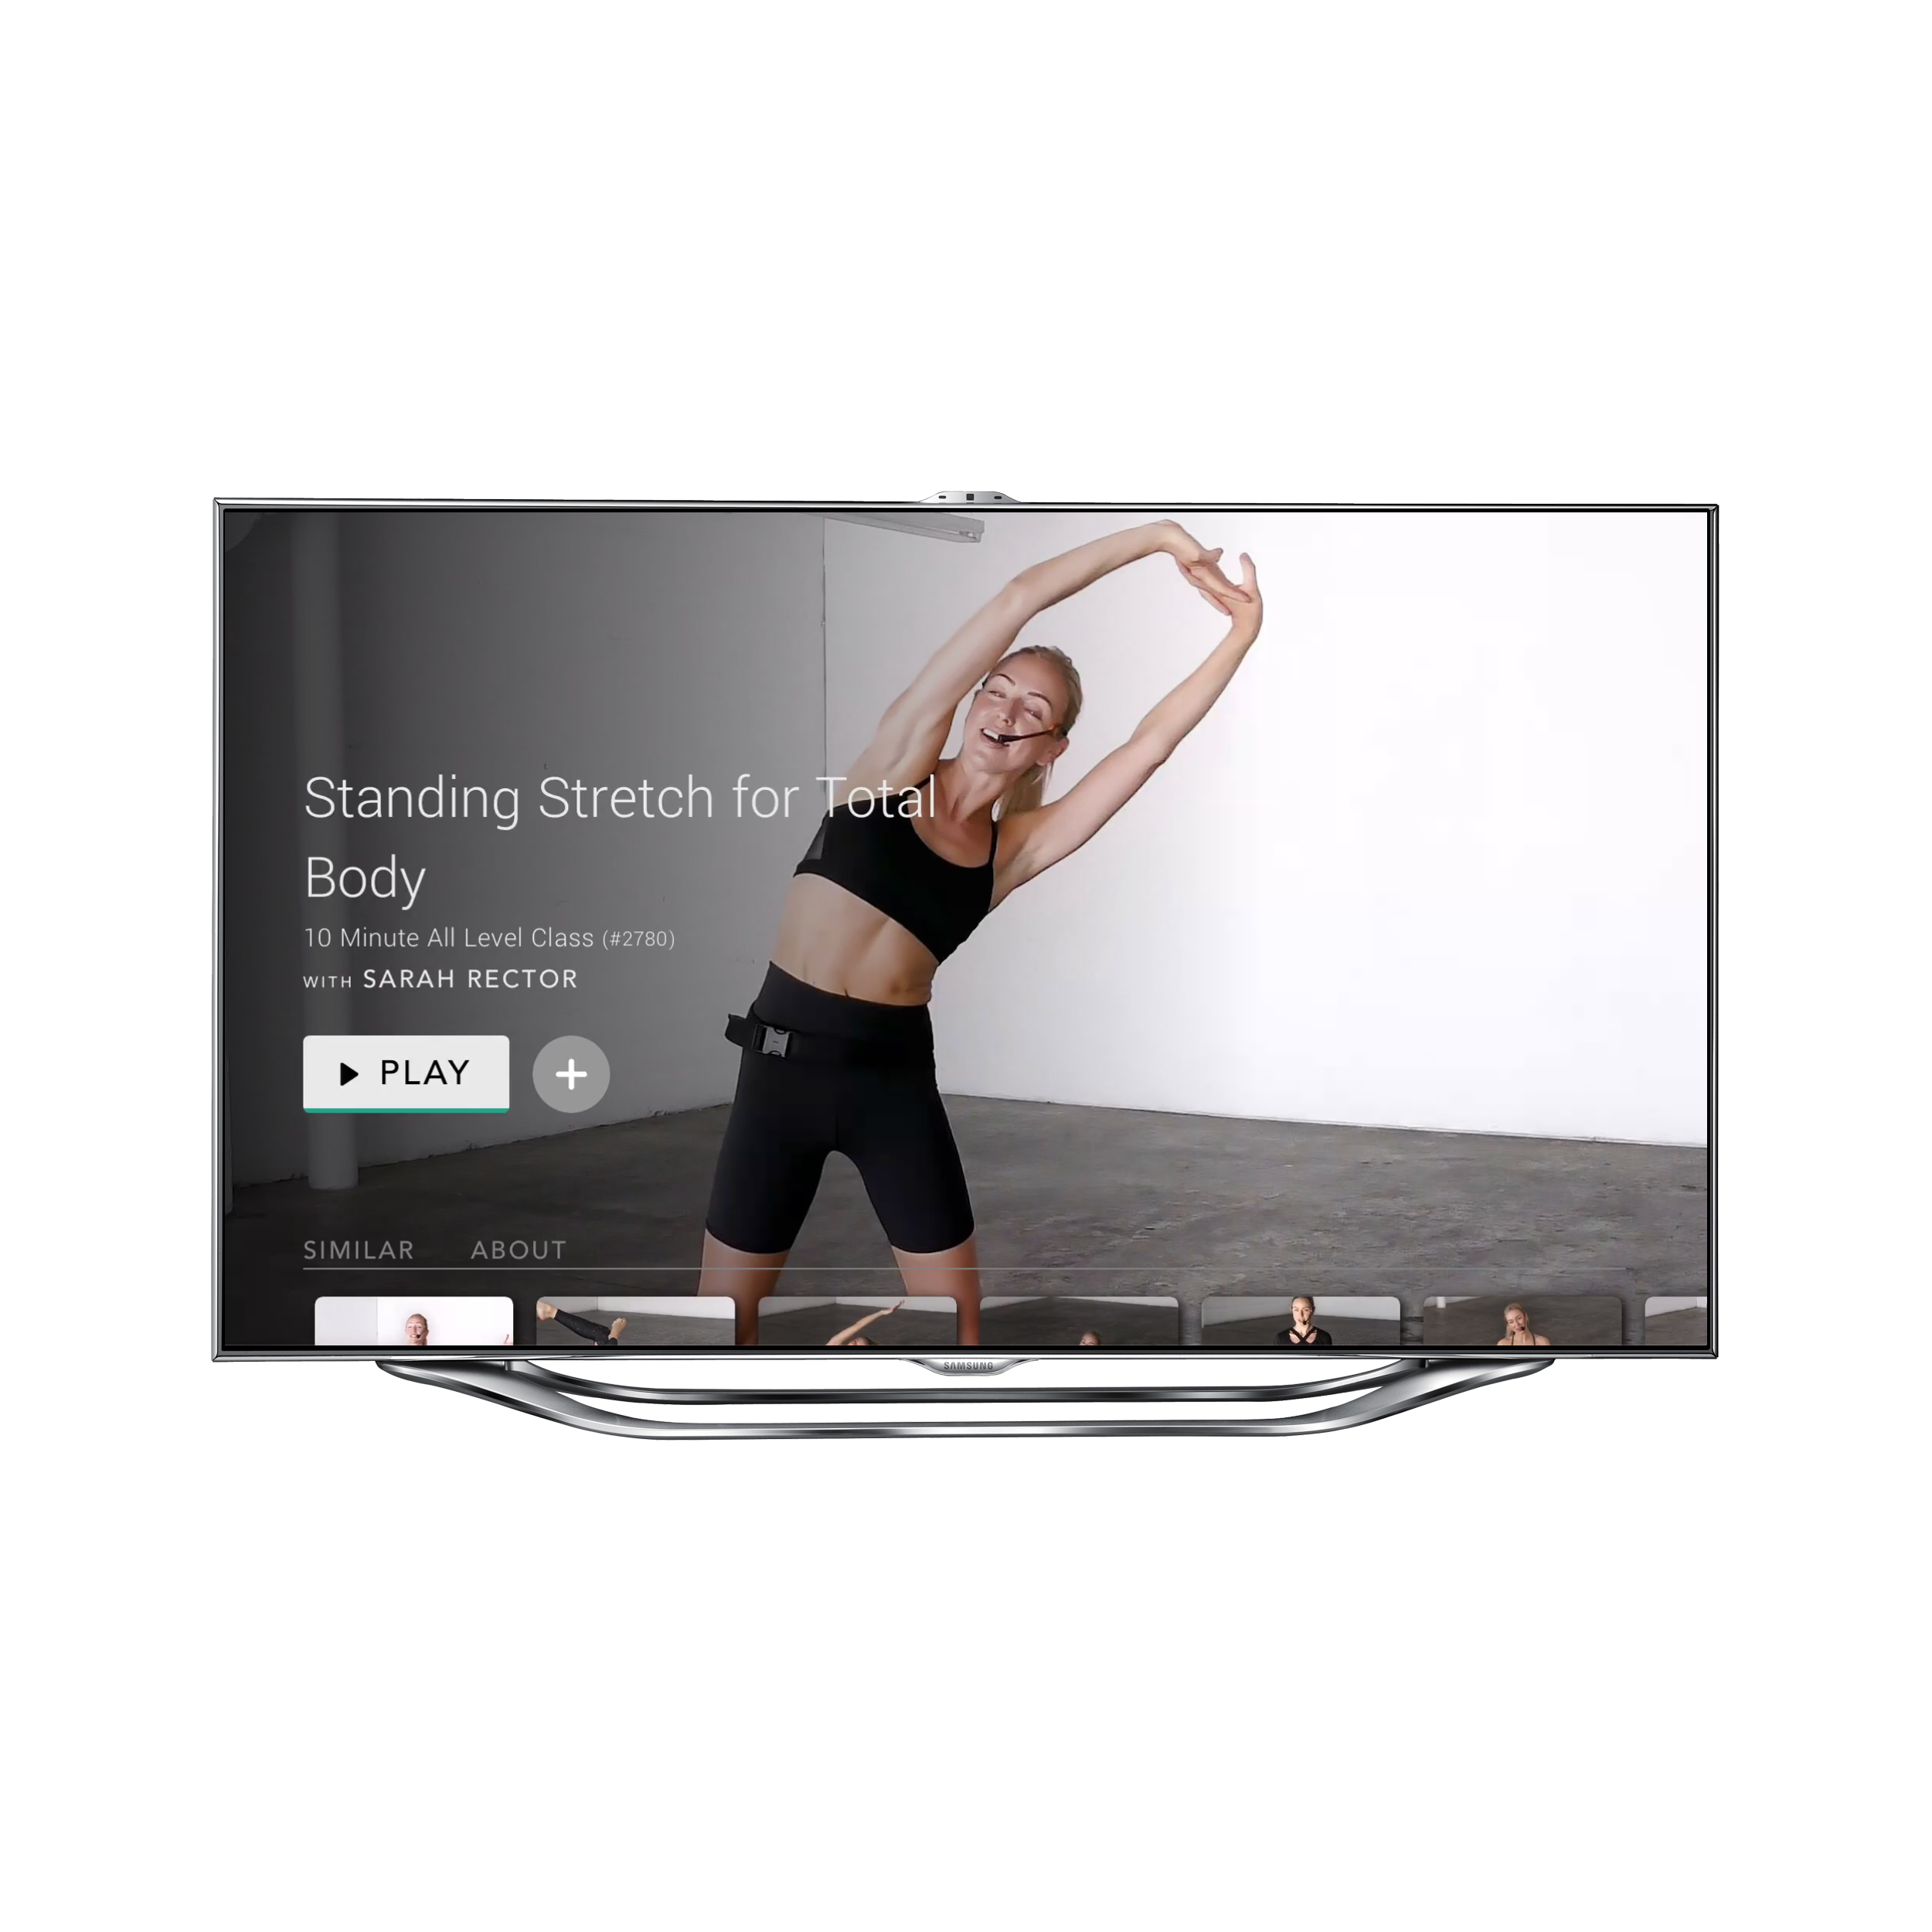 Standing Stretch for Total
Body
10 Minute All Level Class (#2780)
WITH SARAH RECTOR
PLAY
SIMILAR ABOUT
SAMSUNG